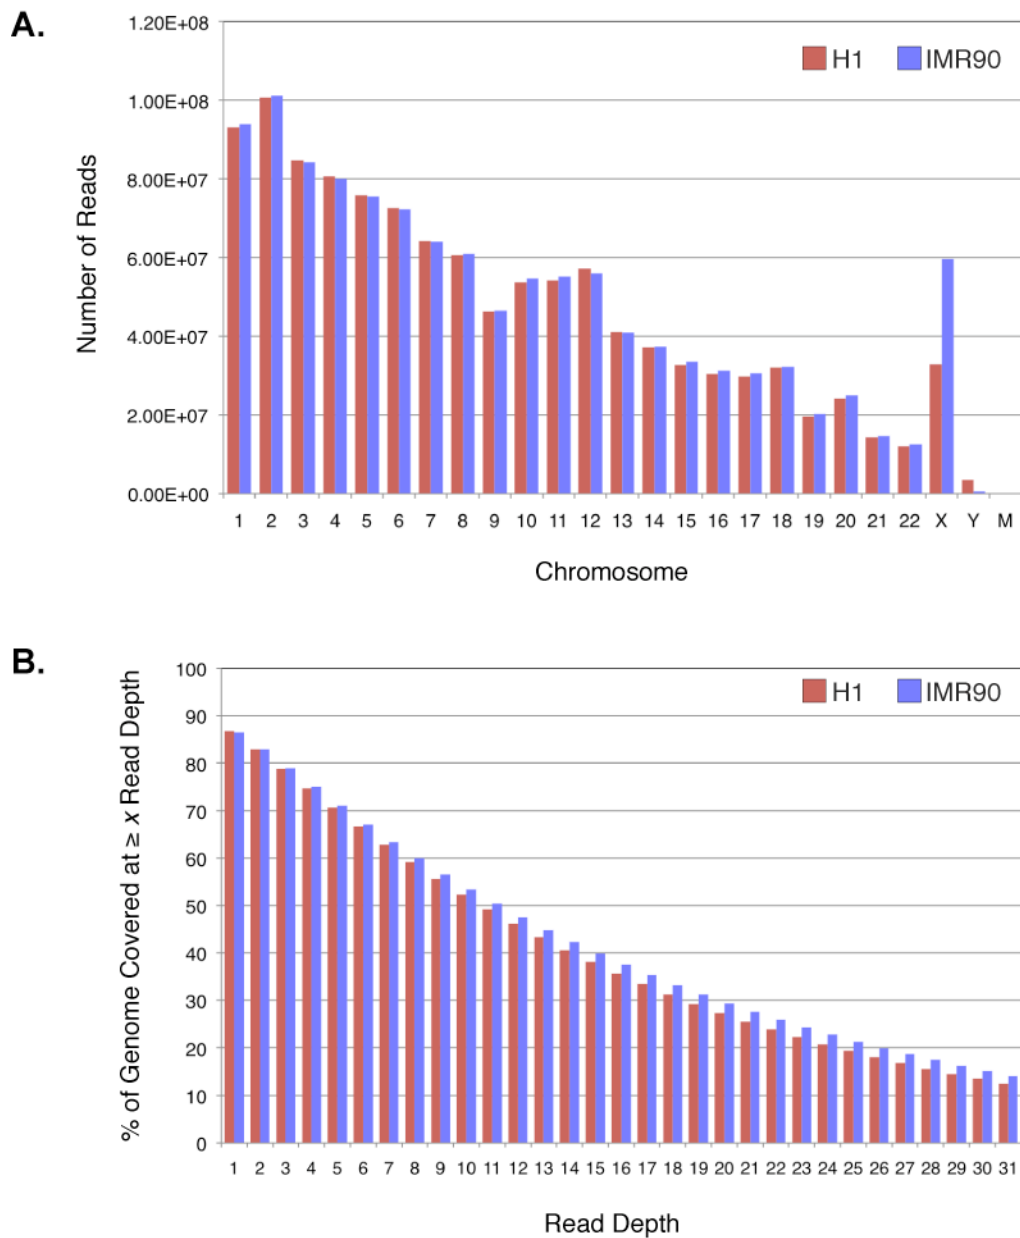 A.
Number of Reads
1.20E+08
1.00E+08
8.00E+07
6.00E+07
4.00E+07
2.00E+07
0.00E+00
H1 IMR90
1 2 3 4 5 6 7 8 9 10 11 12 13 14 15 16 17 18 19 20 21 22 X Y M
Chromosome
B.
% of Genome Covered at ≥ x Read Depth
100
90
80
70
60
50
40
30
20
10
0
H1 IMR90
1 2 3 4 5 6 7 8 9 10 11 12 13 14 15 16 17 18 19 20 21 22 23 24 25 26 27 28 29 30 31
Read Depth